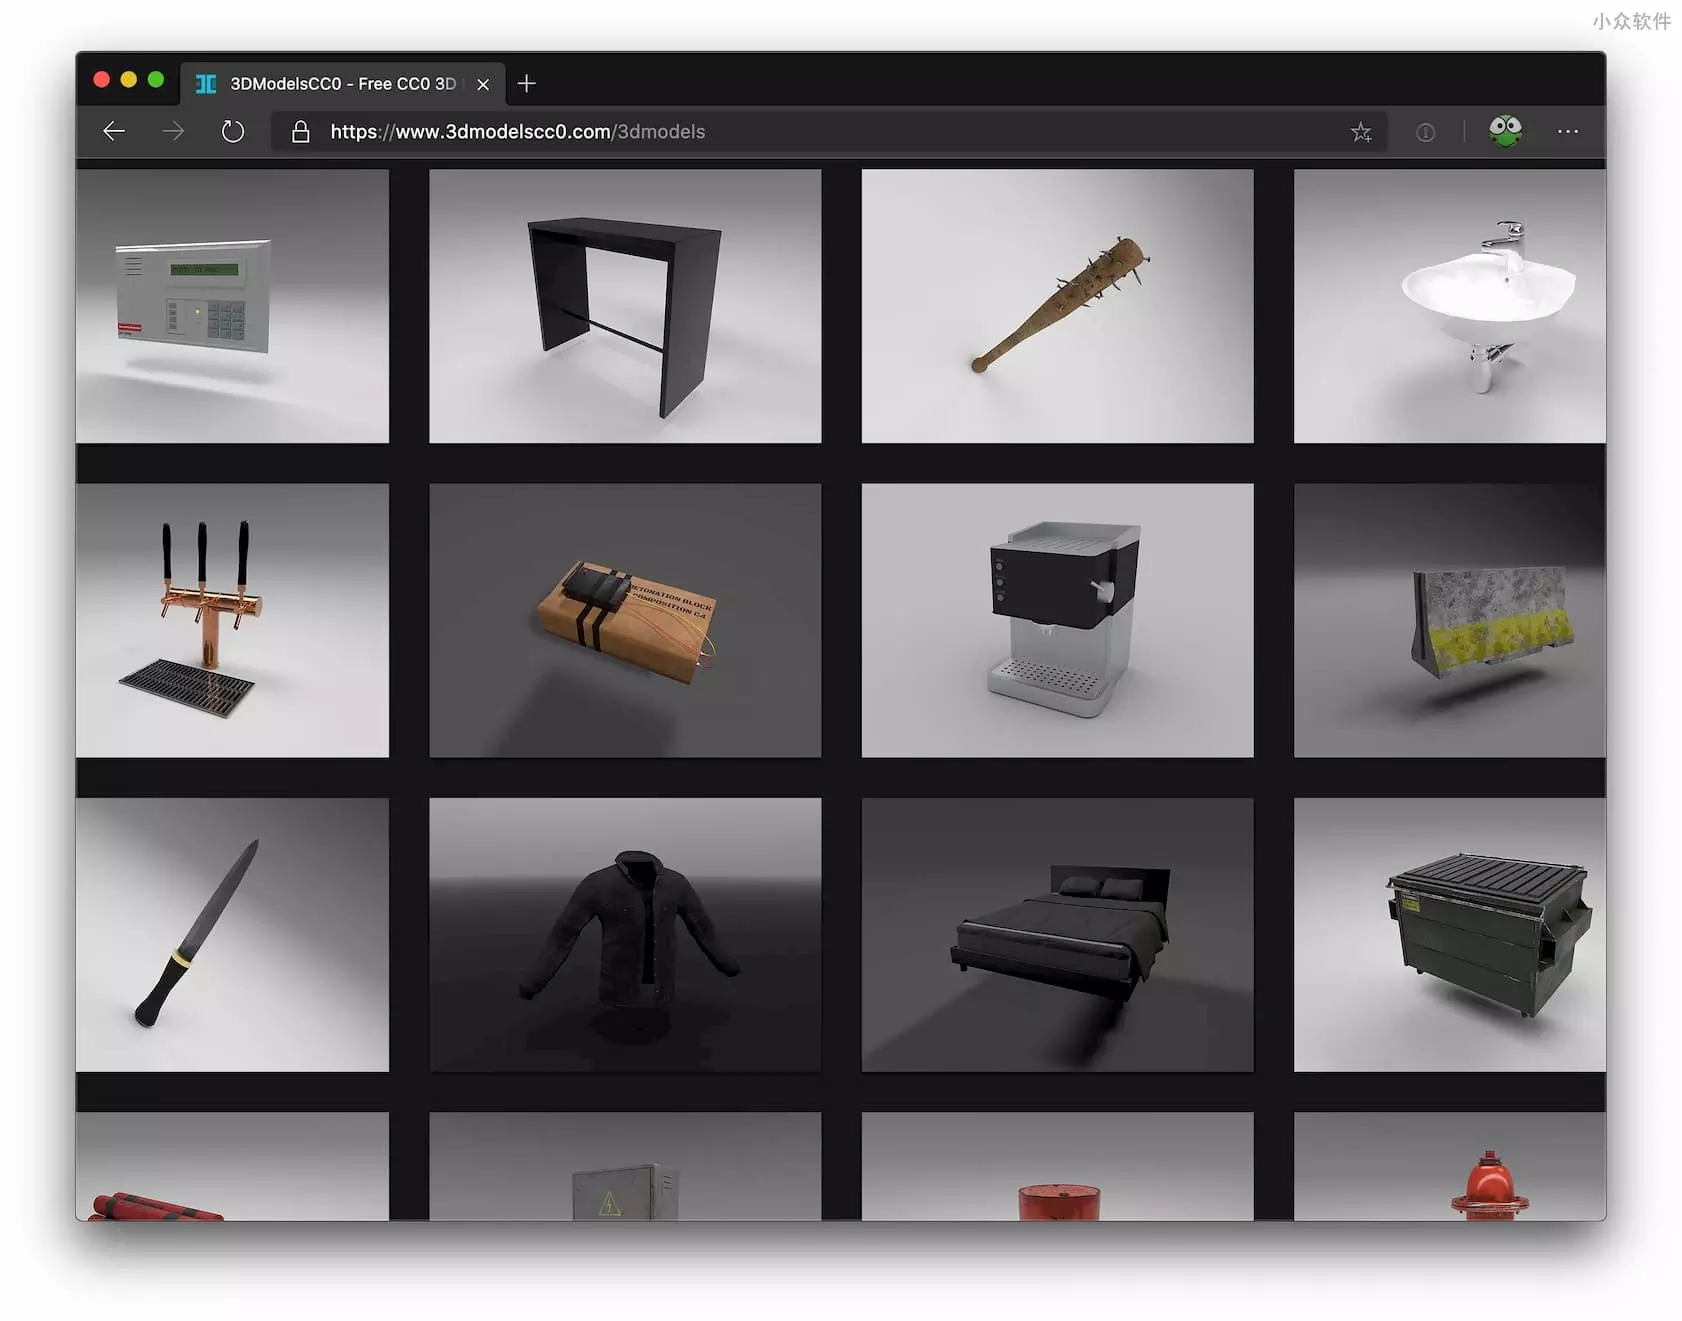 小众软件
3DModelsCC0 - Free CC0 3D
https://www.3dmodelscc0.com/3dmodels
DETONATION BLOCK
COMPOSITION C4